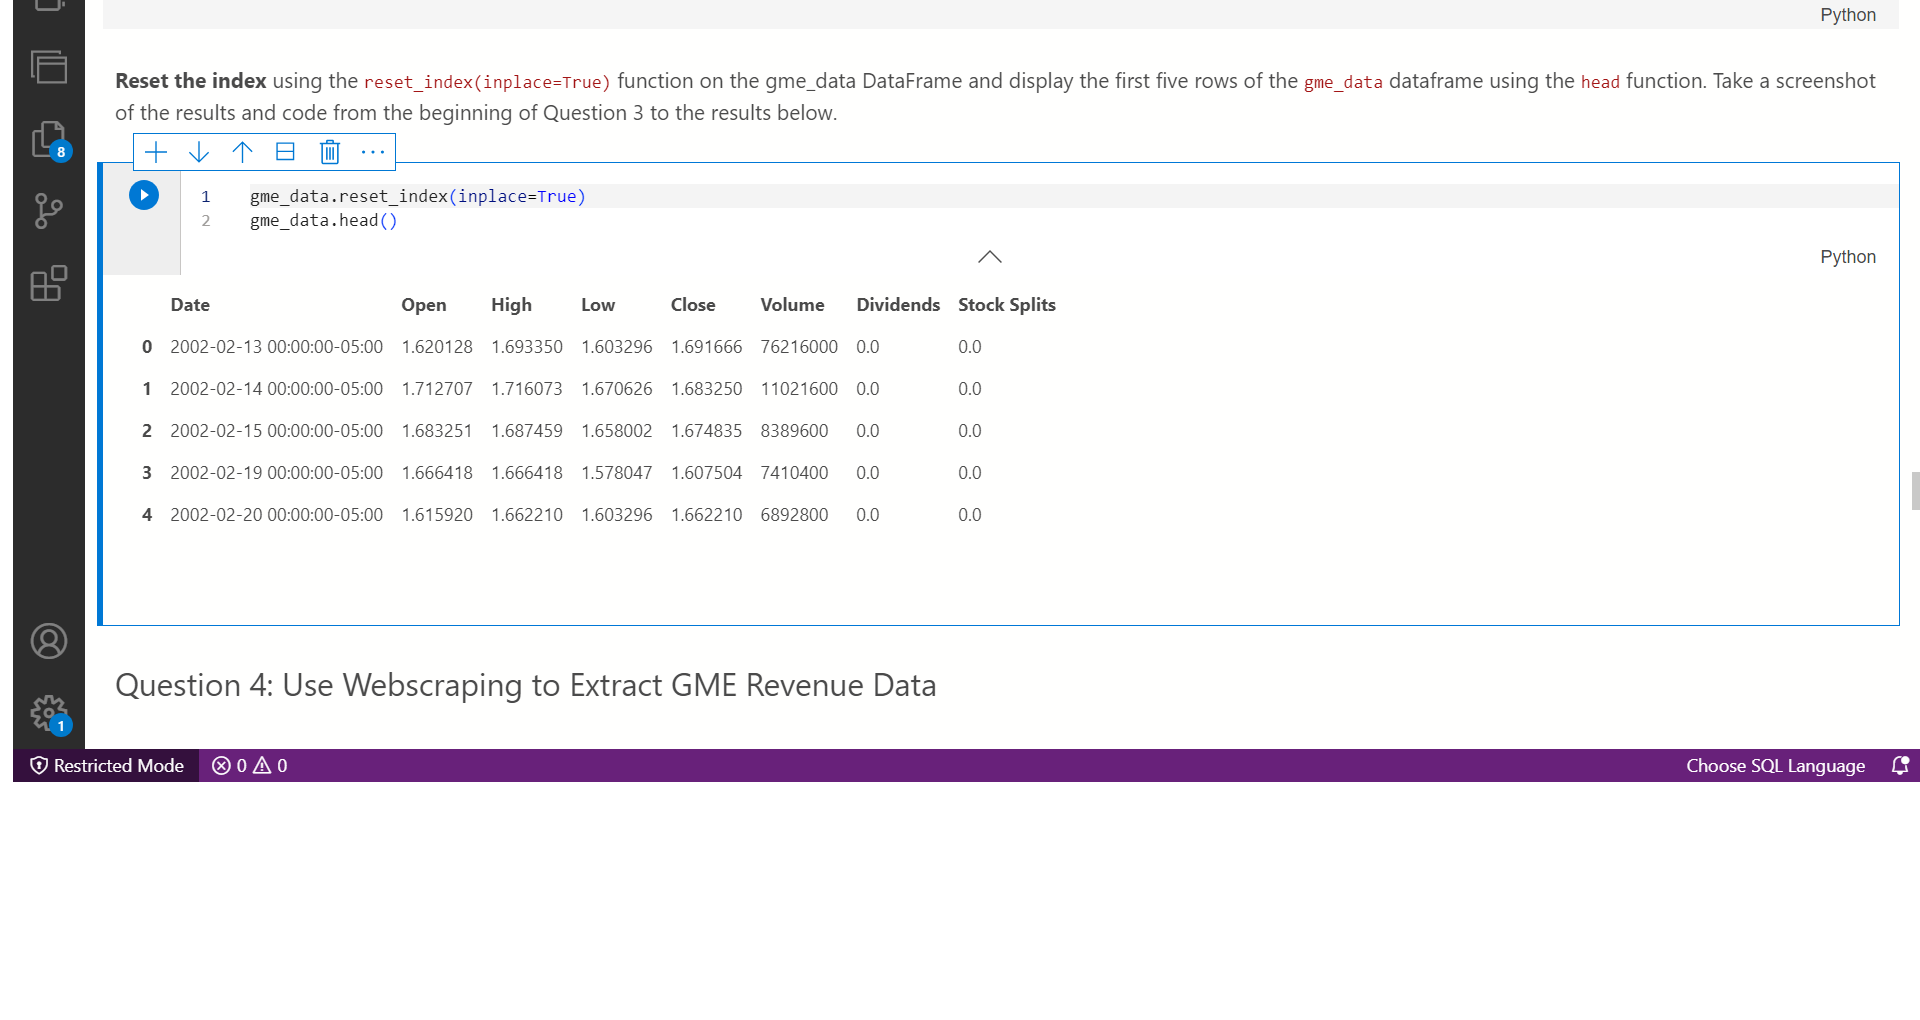 Python
Reset the index using the reset_index(inplace=True) function on the gme_data DataFrame and display the first five rows of the gme_data dataframe using the head function. Take a screenshot
of the results and code from the beginning of Question 3 to the results below.
8
1 gme_data.reset_index(inplace=True)
2 gme_data.head()
Python
Date Open High Low Close Volume Dividends Stock Splits
0 2002-02-13 00:00:00-05:00 1.620128 1.693350 1.603296 1.691666 76216000 0.0 0.0
1 2002-02-14 00:00:00-05:00 1.712707 1.716073 1.670626 1.683250 11021600 0.0 0.0
2 2002-02-15 00:00:00-05:00 1.683251 1.687459 1.658002 1.674835 8389600 0.0 0.0
3 2002-02-19 00:00:00-05:00 1.666418 1.666418 1.578047 1.607504 7410400 0.0 0.0
4 2002-02-20 00:00:00-05:00 1.615920 1.662210 1.603296 1.662210 6892800 0.0 0.0
Question 4: Use Webscraping to Extract GME Revenue Data
1
Restricted Mode 0 0 Choose SQL Language